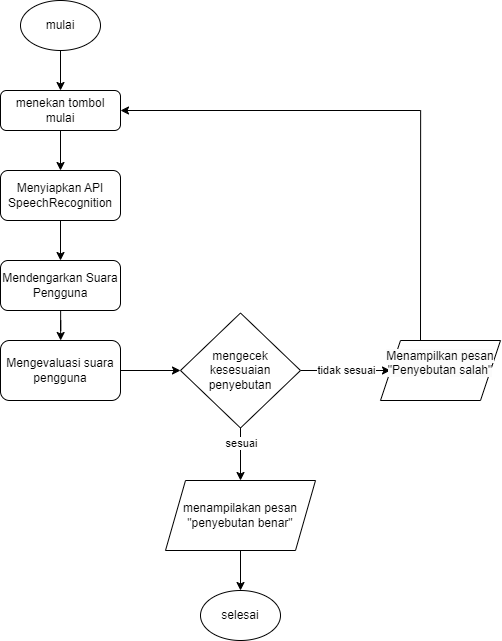 mulai
menekan tombol
mulai
Menyiapkan API
SpeechRecognition
Mendengarkan Suara
Pengguna
Mengevaluasi suara
pengguna
mengecek
kesesuaian
penyebutan
tidak sesuai
Menampilkan pesan
"Penyebutan salah"
sesuai
menampilakan pesan
"penyebutan benar"
selesai